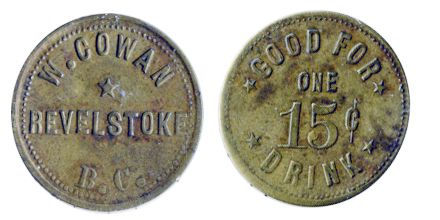 W. COWAN
REVELSTOKE
B.C.
GOOD FOR
ONE
15¢
DRINK